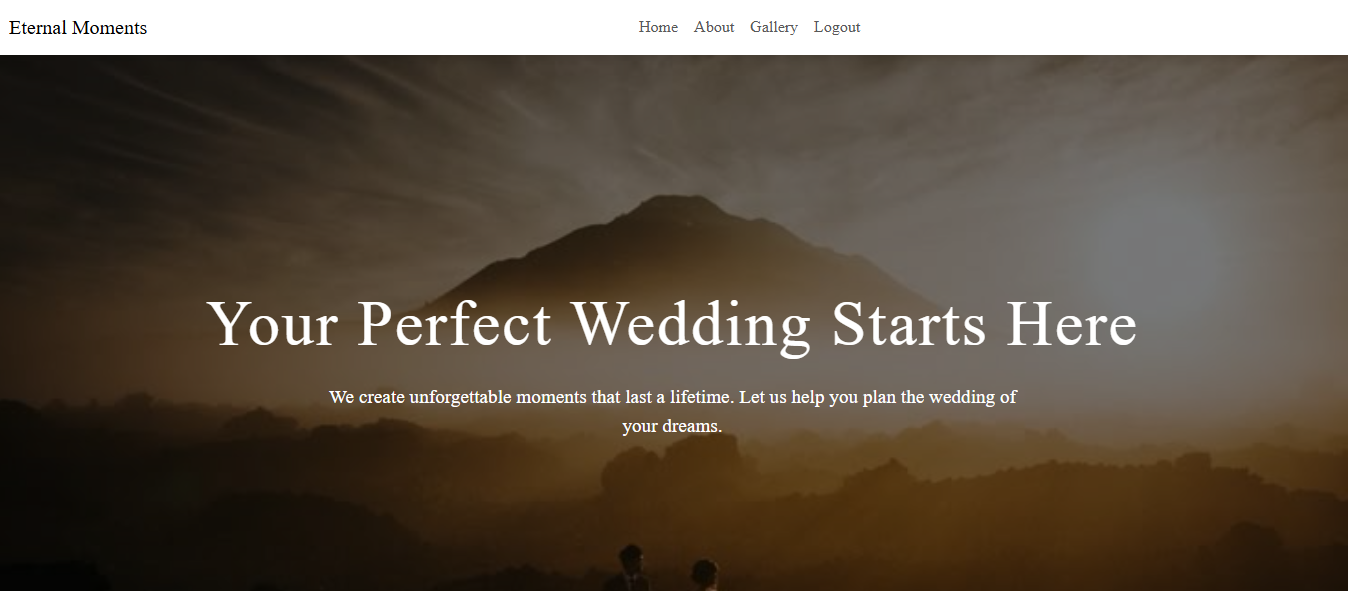 Eternal Moments
Home About Gallery Logout
Your Perfect Wedding Starts Here
We create unforgettable moments that last a lifetime. Let us help you plan the wedding of
your dreams.